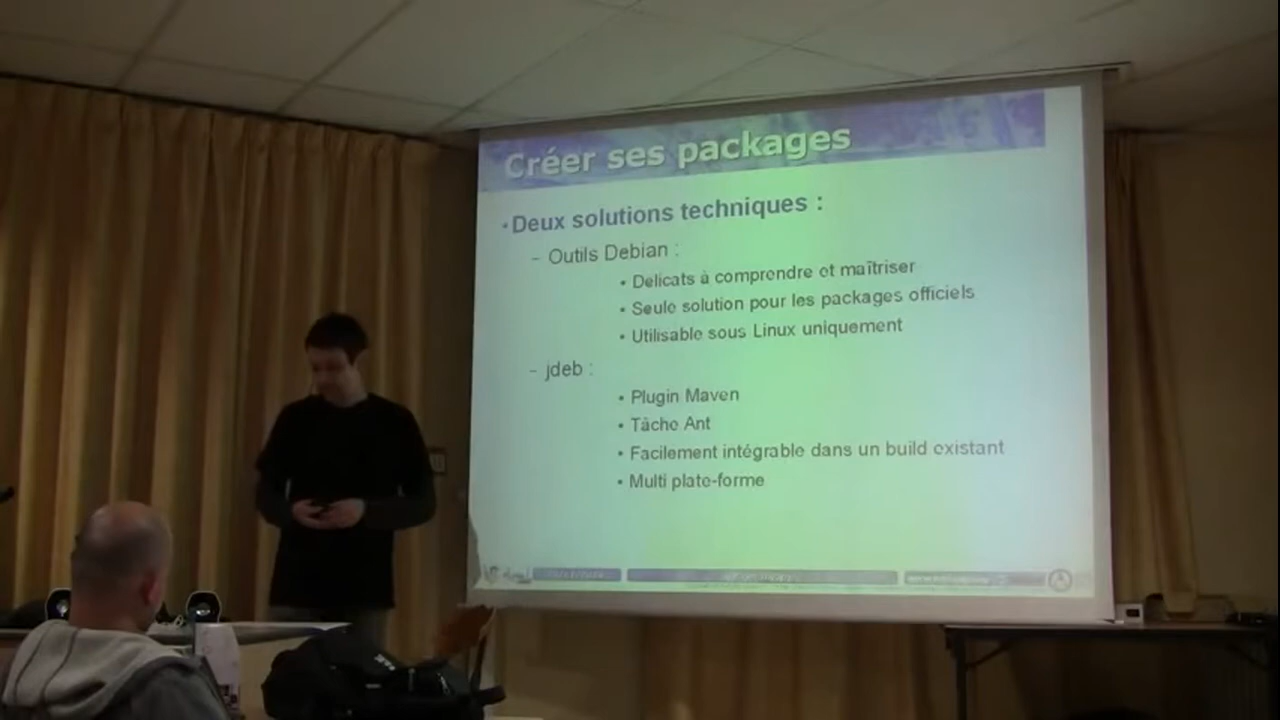 Créer ses packages
• Deux solutions techniques :
– Outils Debian :
• Délicats à comprendre et maîtriser
• Seule solution pour les packages officiels
• Utilisable sous Linux uniquement
– jdeb :
• Plugin Maven
• Tâche Ant
• Facilement intégrable dans un build existant
• Multi plate-forme